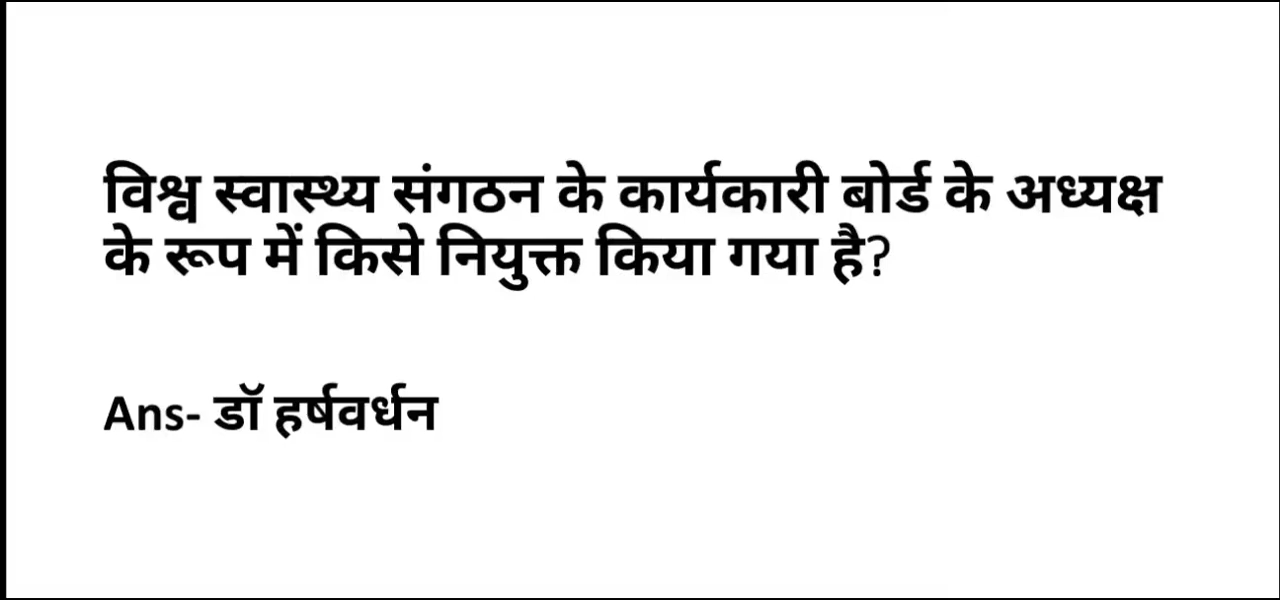 विश्व स्वास्थ्य संगठन के कार्यकारी बोर्ड के अध्यक्ष
के रूप में किसे नियुक्त किया गया है?
Ans- डॉ हर्षवर्धन